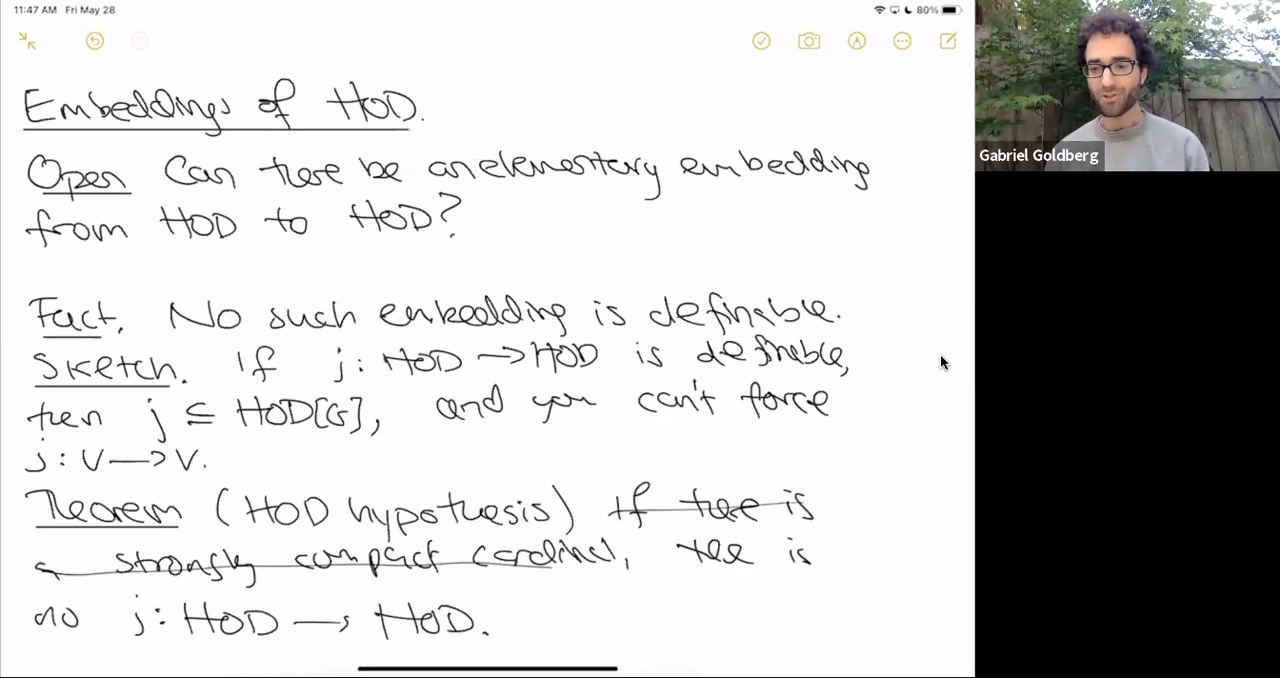 11:47 AM Fri May 28
80%
Embeddings of HOD.
Open Can there be an elementary embedding
from HOD to HOD?
Fact. No such embedding is definable.
Sketch. If j: HOD → HOD is definable,
then j ⊆ HOD[G], and you can't force
j: V → V.
Theorem (HOD hypothesis) If there is
a strongly compact cardinal, there is
no j: HOD → HOD.
Gabriel Goldberg